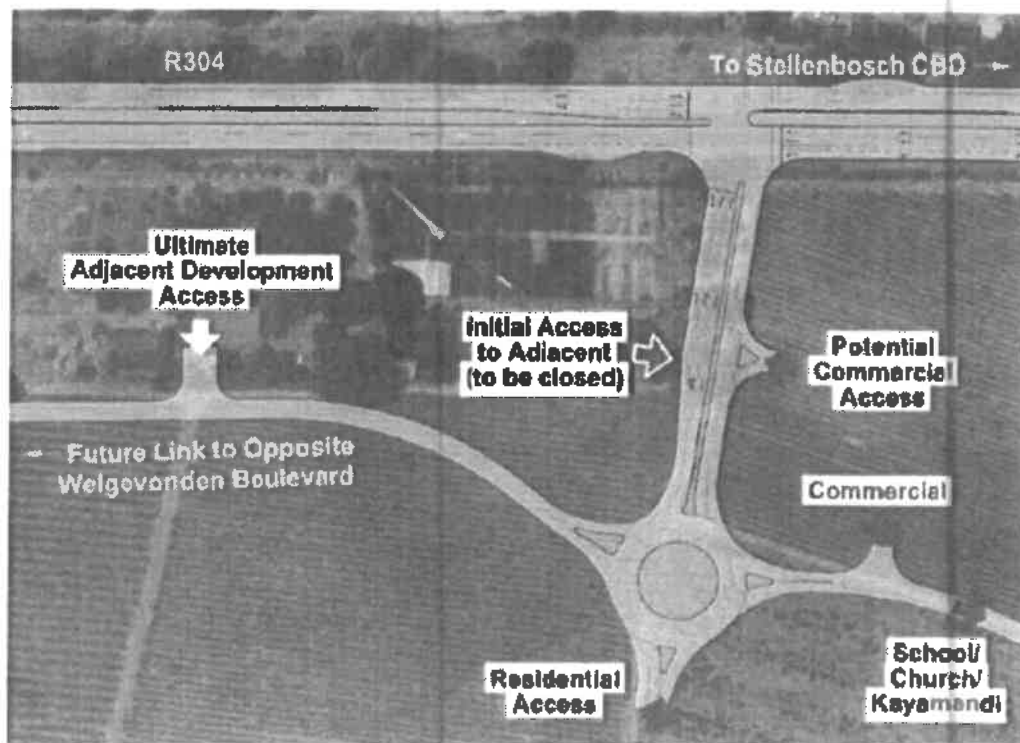 R304
To Stellenbosch CBD
Ultimate
Adjacent Development
Access
Initial Access
to Adjacent
(to be closed)
Potential
Commercial
Access
Future Link to Opposite
Welgevonden Boulevard
Commercial
Residential
Access
School/
Church/
Kayamandi